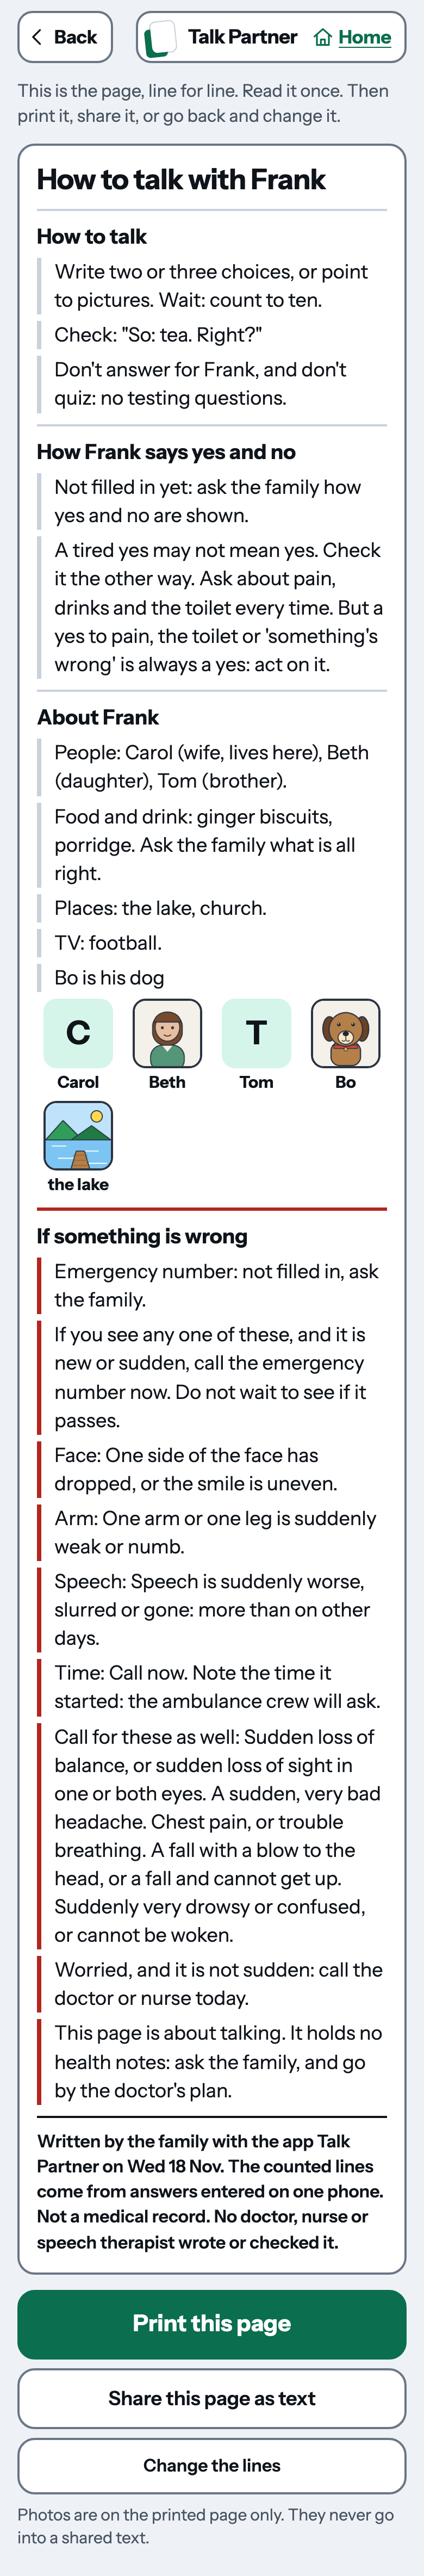 Back
Talk Partner
Home
This is the page, line for line. Read it once. Then
print it, share it, or go back and change it.
How to talk with Frank
How to talk
Write two or three choices, or point
to pictures. Wait: count to ten.
Check: "So: tea. Right?"
Don't answer for Frank, and don't
quiz: no testing questions.
How Frank says yes and no
Not filled in yet: ask the family how
yes and no are shown.
A tired yes may not mean yes. Check
it the other way. Ask about pain,
drinks and the toilet every time. But a
yes to pain, the toilet or 'something's
wrong' is always a yes: act on it.
About Frank
People: Carol (wife, lives here), Beth
(daughter), Tom (brother).
Food and drink: ginger biscuits,
porridge. Ask the family what is all
right.
Places: the lake, church.
TV: football.
Bo is his dog
C
T
Carol
Beth
Tom
Bo
the lake
If something is wrong
Emergency number: not filled in, ask
the family.
If you see any one of these, and it is
new or sudden, call the emergency
number now. Do not wait to see if it
passes.
Face: One side of the face has
dropped, or the smile is uneven.
Arm: One arm or one leg is suddenly
weak or numb.
Speech: Speech is suddenly worse,
slurred or gone: more than on other
days.
Time: Call now. Note the time it
started: the ambulance crew will ask.
Call for these as well: Sudden loss of
balance, or sudden loss of sight in
one or both eyes. A sudden, very bad
headache. Chest pain, or trouble
breathing. A fall with a blow to the
head, or a fall and cannot get up.
Suddenly very drowsy or confused,
or cannot be woken.
Worried, and it is not sudden: call the
doctor or nurse today.
This page is about talking. It holds no
health notes: ask the family, and go
by the doctor's plan.
Written by the family with the app Talk
Partner on Wed 18 Nov. The counted lines
come from answers entered on one phone.
Not a medical record. No doctor, nurse or
speech therapist wrote or checked it.
Print this page
Share this page as text
Change the lines
Photos are on the printed page only. They never go
into a shared text.